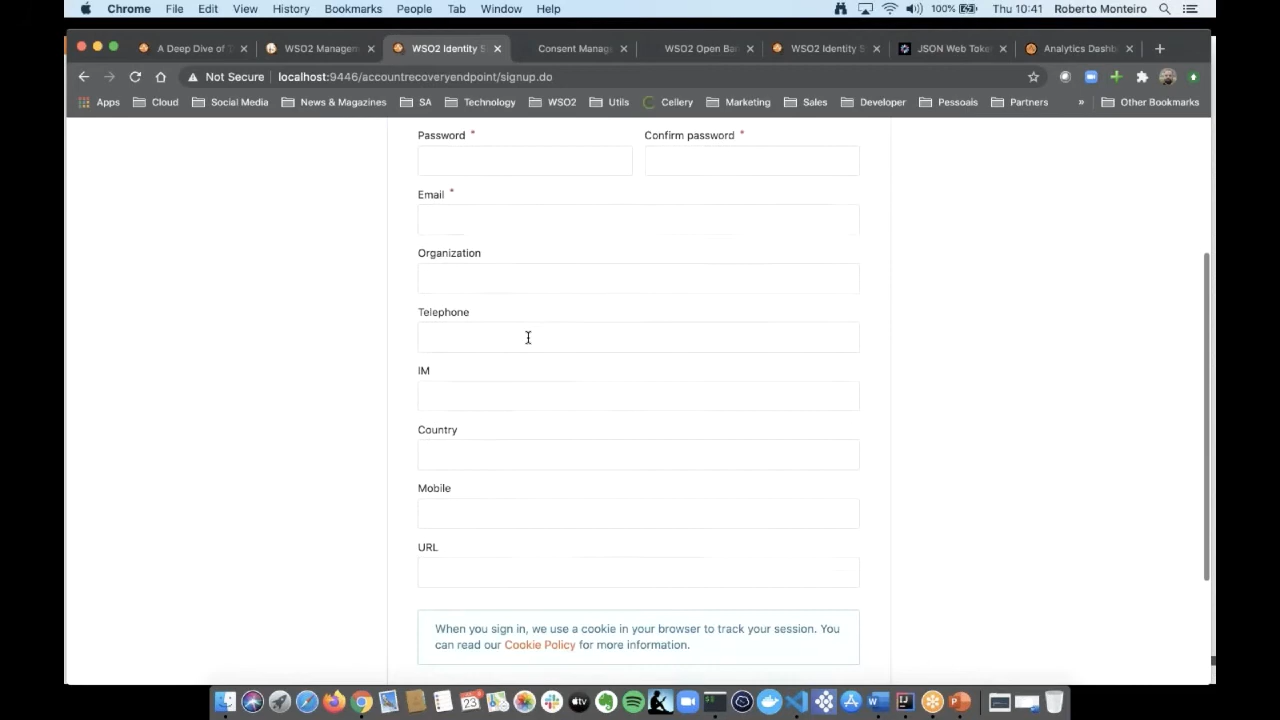 Chrome File Edit View History Bookmarks People Tab Window Help 100% Thu 10:41 Roberto Monteiro
A Deep Dive of WSO2 Managem WSO2 Identity S Consent Manag WSO2 Open Ba WSO2 Identity S JSON Web Toke Analytics Dashb
Not Secure localhost:9446/accountrecoveryendpoint/signup.do
Apps Cloud Social Media News & Magazines SA Technology WSO2 Utils Cellery Marketing Sales Developer Pessoais Partners » Other Bookmarks
Password * Confirm password *
Email *
Organization
Telephone
IM
Country
Mobile
URL
When you sign in, we use a cookie in your browser to track your session. You
can read our Cookie Policy for more information.